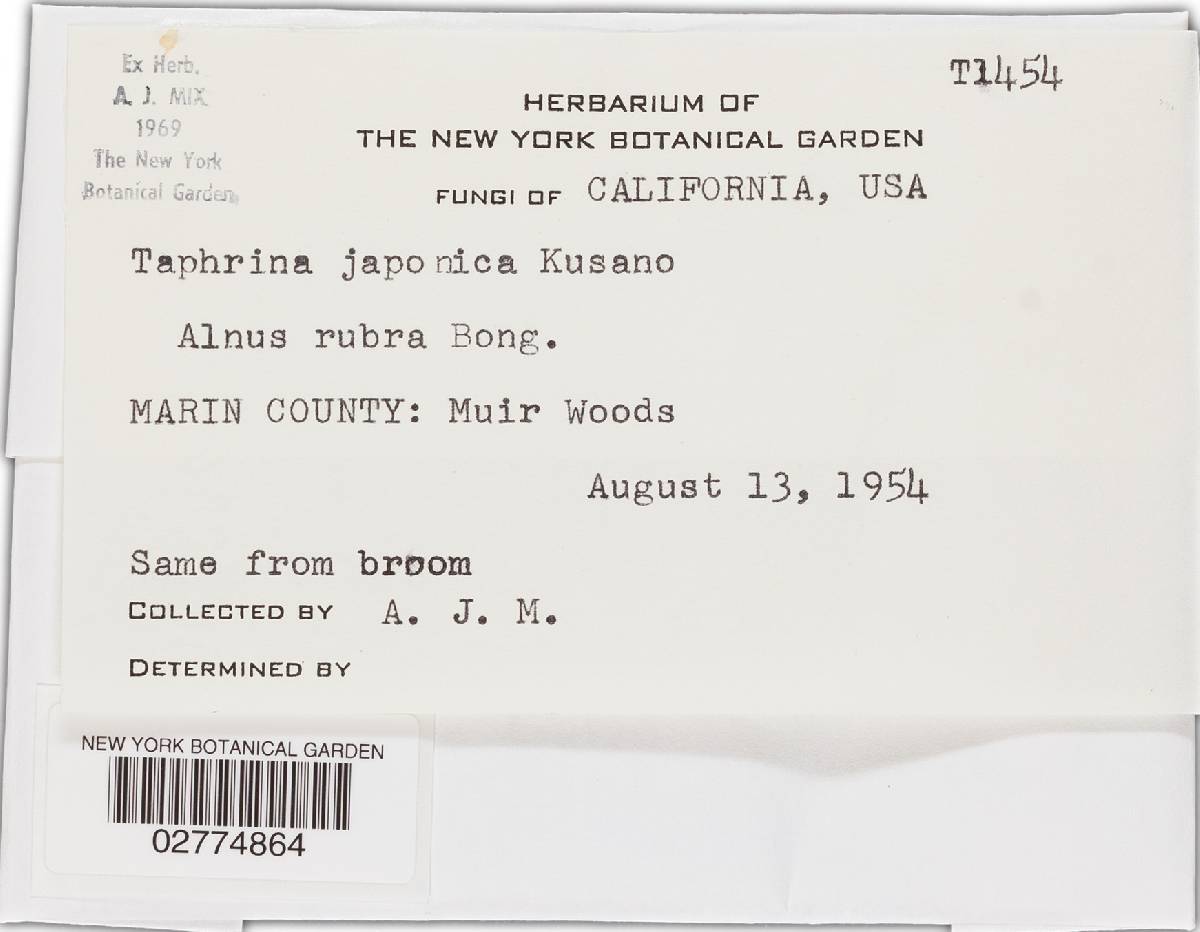 Ex Herb.
A. J. MIX
1969
The New York
Botanical Garden
T1454
HERBARIUM OF
THE NEW YORK BOTANICAL GARDEN
FUNGI OF CALIFORNIA, USA
Taphrina japonica Kusano
Alnus rubra Bong.
MARIN COUNTY: Muir Woods
August 13, 1954
Same from broom
COLLECTED BY A. J. M.
DETERMINED BY
NEW YORK BOTANICAL GARDEN
02774864